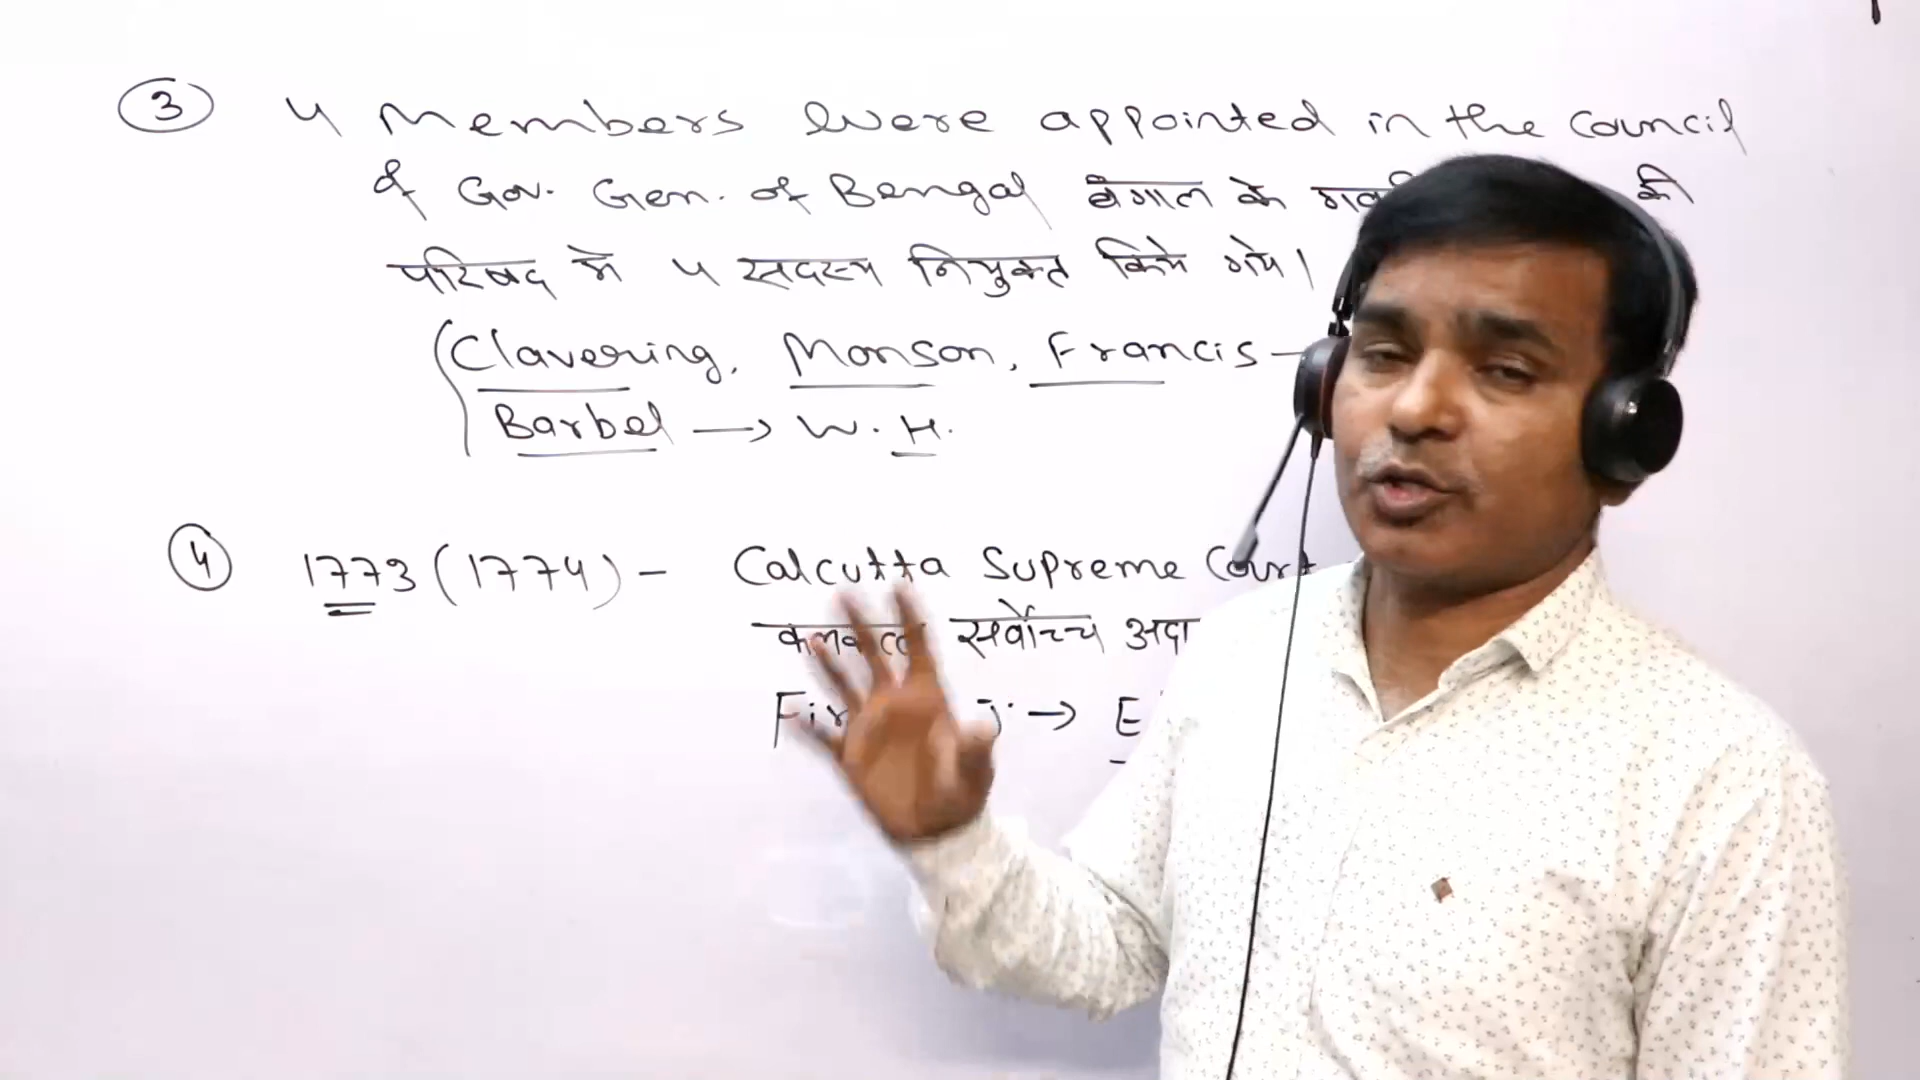 3 4 Members were appointed in the Council
of Gov. Gen. of Bengal बंगाल के की
परिषद में 4 सदस्य नियुक्त किये गये।
(Clavering, Monson, Francis -
Barbel → W. H.
4 1773 (1774) - Calcutta Supreme Court
सर्वोच्च
→ E